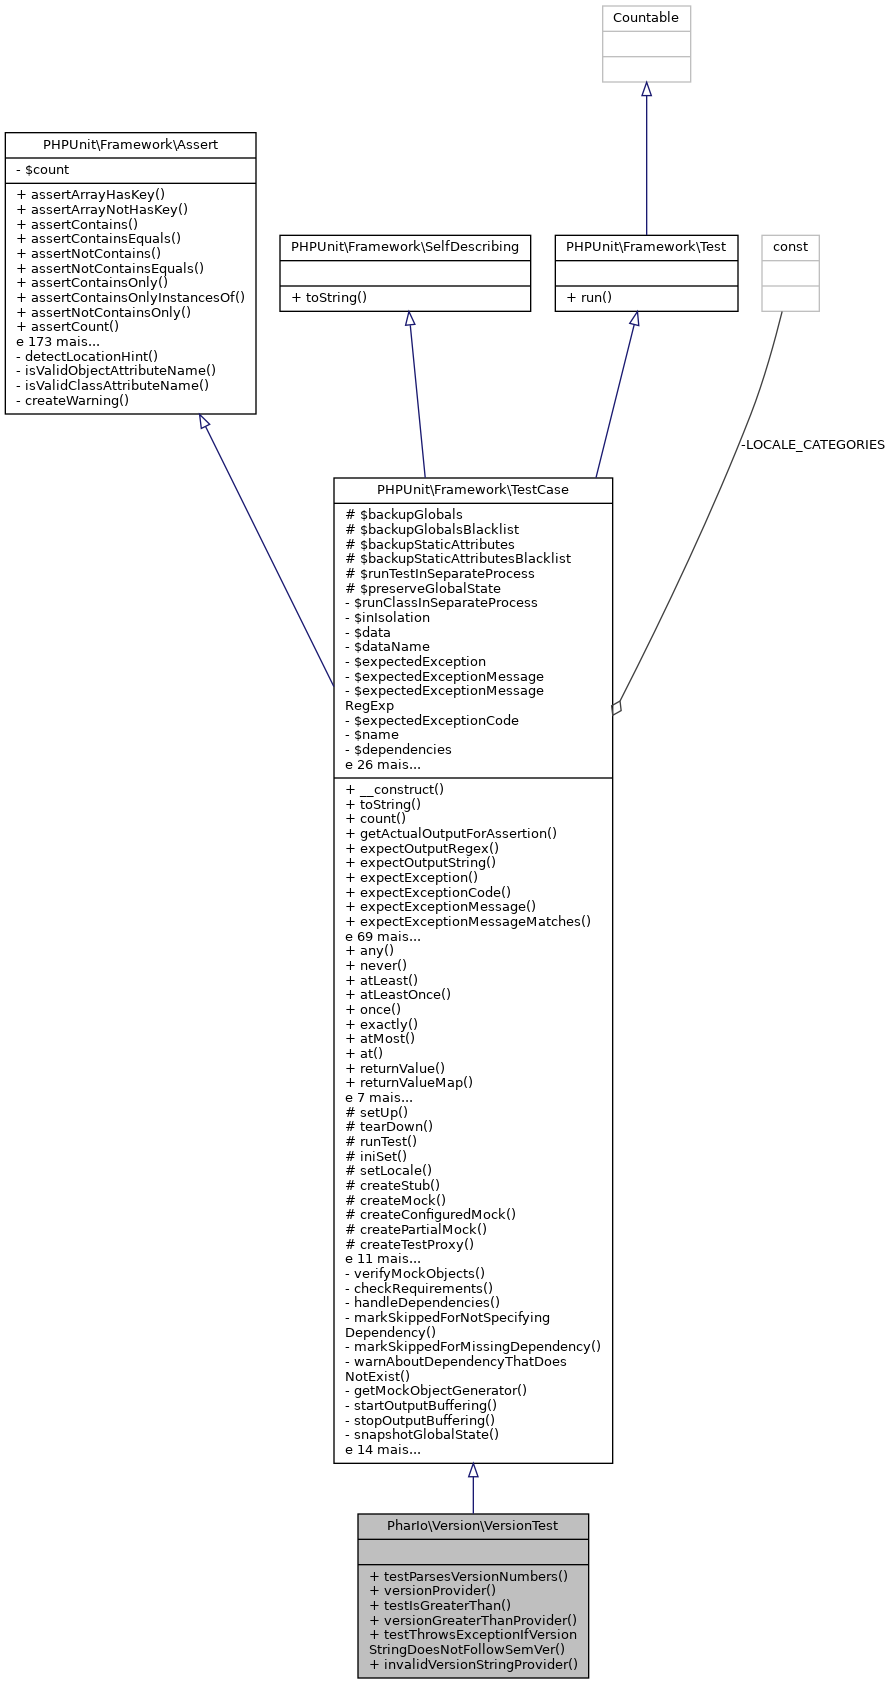 Countable
PHPUnit\Framework\Assert
- $count
+ assertArrayHasKey()
+ assertArrayNotHasKey()
+ assertContains()
+ assertContainsEquals()
+ assertNotContains()
+ assertNotContainsEquals()
+ assertContainsOnly()
+ assertContainsOnlyInstancesOf()
+ assertNotContainsOnly()
+ assertCount()
e 173 mais...
- detectLocationHint()
- isValidObjectAttributeName()
- isValidClassAttributeName()
- createWarning()
PHPUnit\Framework\SelfDescribing
+ toString()
PHPUnit\Framework\Test
+ run()
const
-LOCALE_CATEGORIES
PHPUnit\Framework\TestCase
# $backupGlobals
# $backupGlobalsBlacklist
# $backupStaticAttributes
# $backupStaticAttributesBlacklist
# $runTestInSeparateProcess
# $preserveGlobalState
- $runClassInSeparateProcess
- $inIsolation
- $data
- $dataName
- $expectedException
- $expectedExceptionMessage
- $expectedExceptionMessage
RegExp
- $expectedExceptionCode
- $name
- $dependencies
e 26 mais...
+ __construct()
+ toString()
+ count()
+ getActualOutputForAssertion()
+ expectOutputRegex()
+ expectOutputString()
+ expectException()
+ expectExceptionCode()
+ expectExceptionMessage()
+ expectExceptionMessageMatches()
e 69 mais...
+ any()
+ never()
+ atLeast()
+ atLeastOnce()
+ once()
+ exactly()
+ atMost()
+ at()
+ returnValue()
+ returnValueMap()
e 7 mais...
# setUp()
# tearDown()
# runTest()
# iniSet()
# setLocale()
# createStub()
# createMock()
# createConfiguredMock()
# createPartialMock()
# createTestProxy()
e 11 mais...
- verifyMockObjects()
- checkRequirements()
- handleDependencies()
- markSkippedForNotSpecifying
Dependency()
- markSkippedForMissingDependency()
- warnAboutDependencyThatDoes
NotExist()
- getMockObjectGenerator()
- startOutputBuffering()
- stopOutputBuffering()
- snapshotGlobalState()
e 14 mais...
PharIo\Version\VersionTest
+ testParsesVersionNumbers()
+ versionProvider()
+ testIsGreaterThan()
+ versionGreaterThanProvider()
+ testThrowsExceptionIfVersion
StringDoesNotFollowSemVer()
+ invalidVersionStringProvider()